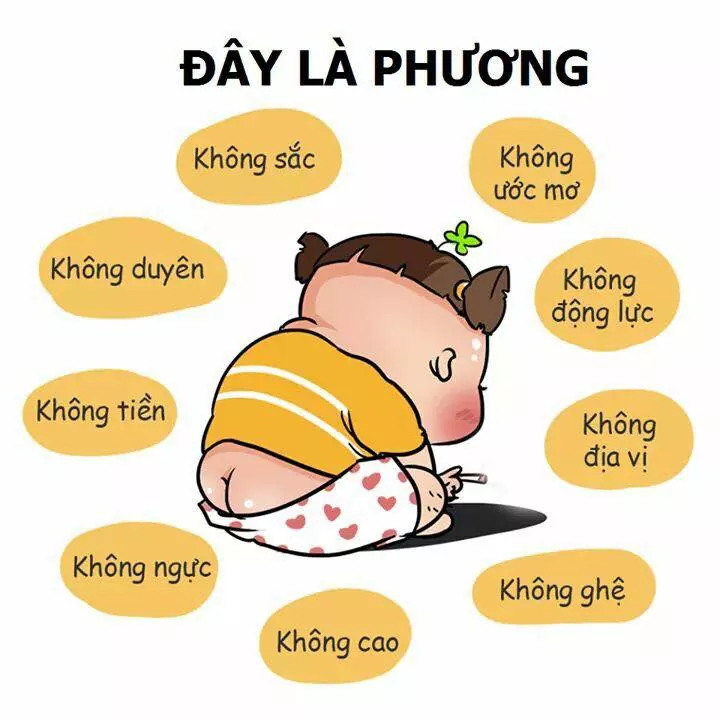 ĐÂY LÀ PHƯƠNG
Không sắc
Không
ước mơ
Không duyên
Không
động lực
Không tiền
Không
địa vị
Không ngực
Không ghệ
Không cao